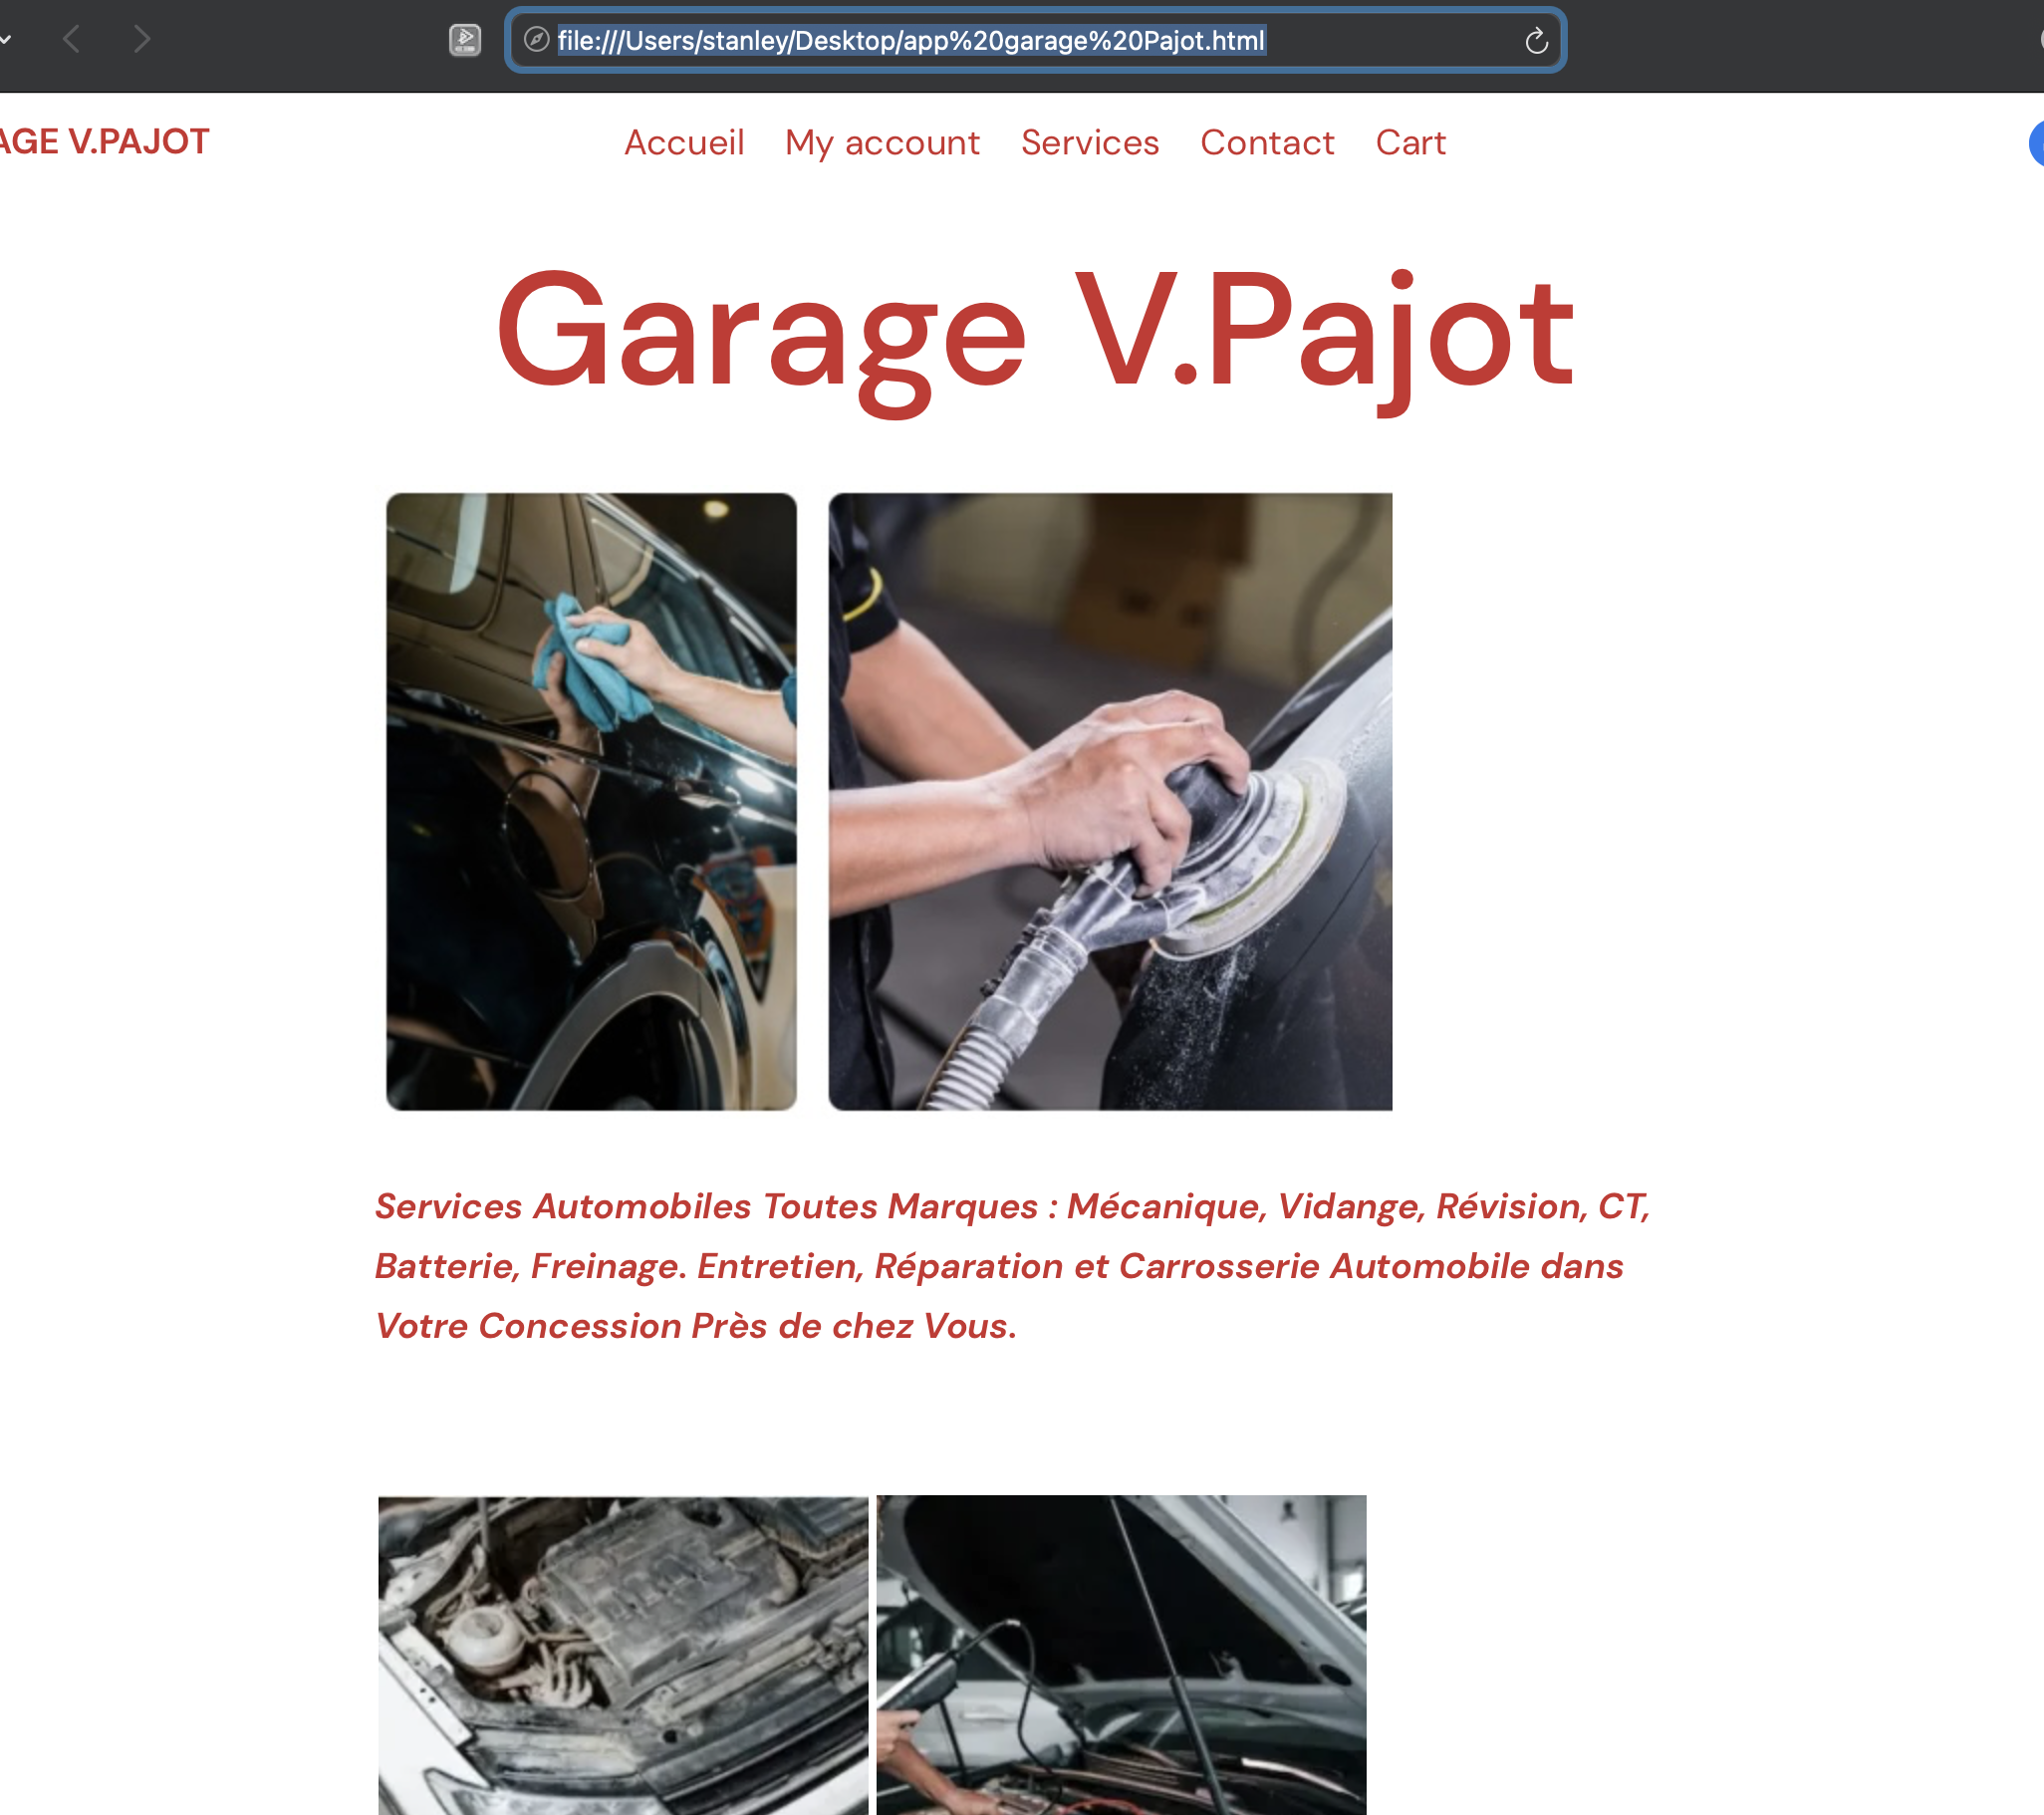 file:///Users/stanley/Desktop/app%20garage%20Pajot.html
AGE V.PAJOT
Accueil My account Services Contact Cart
Garage V.Pajot
Services Automobiles Toutes Marques : Mécanique, Vidange, Révision, CT,
Batterie, Freinage. Entretien, Réparation et Carrosserie Automobile dans
Votre Concession Près de chez Vous.